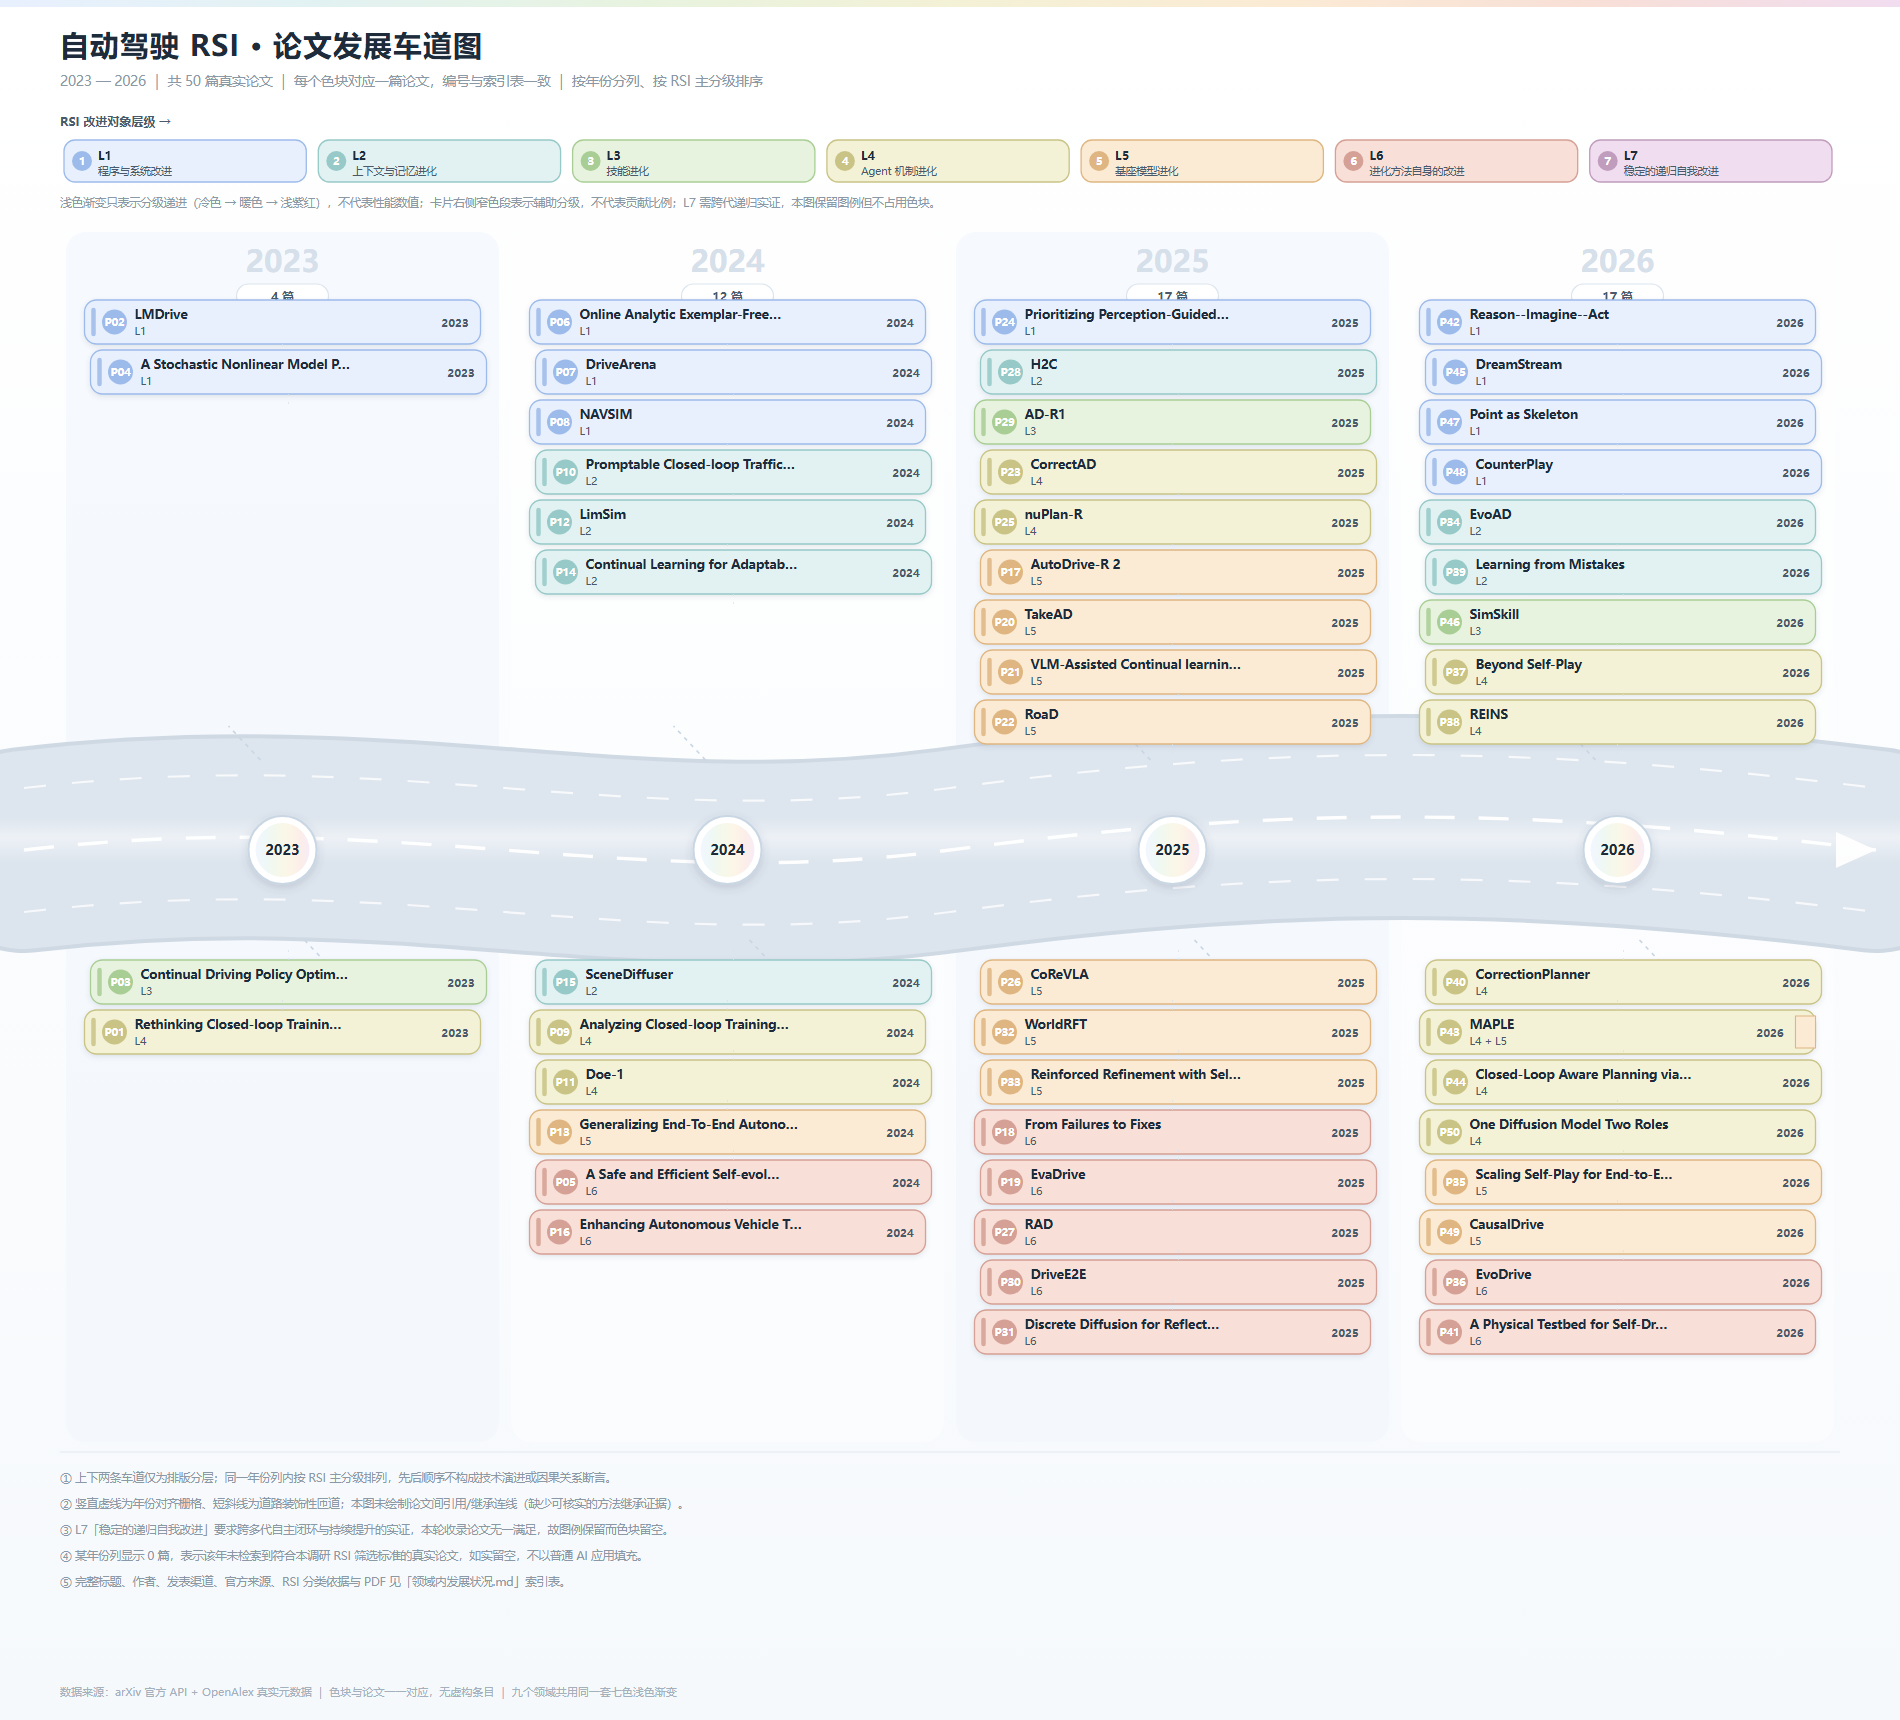 自动驾驶 RSI · 论文发展车道图
2023 — 2026 | 共 50 篇真实论文 | 每个色块对应一篇论文，编号与索引表一致 | 按年份分列、按 RSI 主分级排序
RSI 改进对象层级 →
1 L1 程序与系统改进
2 L2 上下文与记忆进化
3 L3 技能进化
4 L4 Agent 机制进化
5 L5 基座模型进化
6 L6 进化方法自身的改进
7 L7 稳定的递归自我改进
浅色渐变只表示分级递进（冷色 → 暖色 → 浅紫红），不代表性能数值；卡片右侧窄色段表示辅助分级，不代表贡献比例；L7 需跨代递归实证，本图保留图例但不占用色块。
2023
4 篇
P02 LMDrive 2023
L1
P04 A Stochastic Nonlinear Model P... 2023
L1
2024
12 篇
P06 Online Analytic Exemplar-Free... 2024
L1
P07 DriveArena 2024
L1
P08 NAVSIM 2024
L1
P10 Promptable Closed-loop Traffic... 2024
L2
P12 LimSim 2024
L2
P14 Continual Learning for Adaptab... 2024
L2
2025
17 篇
P24 Prioritizing Perception-Guided... 2025
L1
P28 H2C 2025
L2
P29 AD-R1 2025
L3
P23 CorrectAD 2025
L4
P25 nuPlan-R 2025
L4
P17 AutoDrive-R 2 2025
L5
P20 TakeAD 2025
L5
P21 VLM-Assisted Continual learnin... 2025
L5
P22 RoaD 2025
L5
2026
17 篇
P42 Reason--Imagine--Act 2026
L1
P45 DreamStream 2026
L1
P47 Point as Skeleton 2026
L1
P48 CounterPlay 2026
L1
P34 EvoAD 2026
L2
P39 Learning from Mistakes 2026
L2
P46 SimSkill 2026
L3
P37 Beyond Self-Play 2026
L4
P38 REINS 2026
L4
2023
2024
2025
2026
P03 Continual Driving Policy Optim... 2023
L3
P01 Rethinking Closed-loop Trainin... 2023
L4
P15 SceneDiffuser 2024
L2
P09 Analyzing Closed-loop Training... 2024
L4
P11 Doe-1 2024
L4
P13 Generalizing End-To-End Autono... 2024
L5
P05 A Safe and Efficient Self-evol... 2024
L6
P16 Enhancing Autonomous Vehicle T... 2024
L6
P26 CoReVLA 2025
L5
P32 WorldRFT 2025
L5
P33 Reinforced Refinement with Sel... 2025
L5
P18 From Failures to Fixes 2025
L6
P19 EvaDrive 2025
L6
P27 RAD 2025
L6
P30 DriveE2E 2025
L6
P31 Discrete Diffusion for Reflect... 2025
L6
P40 CorrectionPlanner 2026
L4
P43 MAPLE 2026
L4 + L5
P44 Closed-Loop Aware Planning via... 2026
L4
P50 One Diffusion Model Two Roles 2026
L4
P35 Scaling Self-Play for End-to-E... 2026
L5
P49 CausalDrive 2026
L5
P36 EvoDrive 2026
L6
P41 A Physical Testbed for Self-Dr... 2026
L6
① 上下两条车道仅为排版分层；同一年份列内按 RSI 主分级排列，先后顺序不构成技术演进或因果关系断言。
② 竖直虚线为年份对齐栅格、短斜线为道路装饰性匝道；本图未绘制论文间引用/继承连线（缺少可核实的方法继承证据）。
③ L7「稳定的递归自我改进」要求跨多代自主闭环与持续提升的实证，本轮收录论文无一满足，故图例保留而色块留空。
④ 某年份列显示 0 篇，表示该年未检索到符合本调研 RSI 筛选标准的真实论文，如实留空，不以普通 AI 应用填充。
⑤ 完整标题、作者、发表渠道、官方来源、RSI 分类依据与 PDF 见「领域内发展状况.md」索引表。
数据来源：arXiv 官方 API + OpenAlex 真实元数据 | 色块与论文一一对应，无虚构条目 | 九个领域共用同一套七色浅色渐变